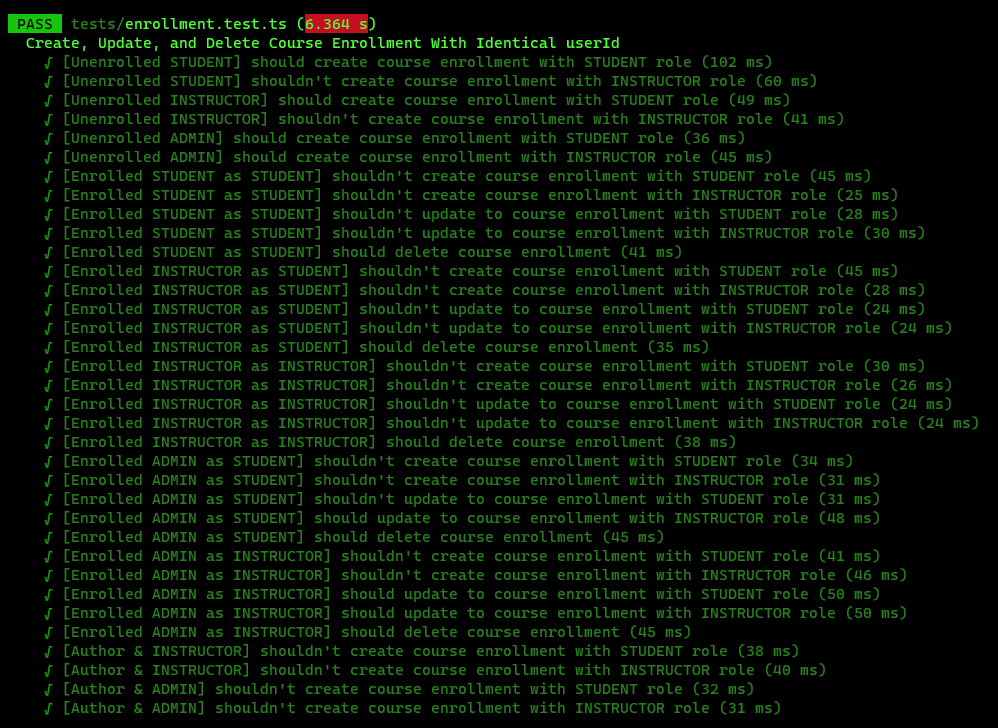 PASS tests/enrollment.test.ts (6.364 s)
Create, Update, and Delete Course Enrollment With Identical userId
√ [Unenrolled STUDENT] should create course enrollment with STUDENT role (102 ms)
√ [Unenrolled STUDENT] shouldn't create course enrollment with INSTRUCTOR role (60 ms)
√ [Unenrolled INSTRUCTOR] should create course enrollment with STUDENT role (49 ms)
√ [Unenrolled INSTRUCTOR] shouldn't create course enrollment with INSTRUCTOR role (41 ms)
√ [Unenrolled ADMIN] should create course enrollment with STUDENT role (36 ms)
√ [Unenrolled ADMIN] should create course enrollment with INSTRUCTOR role (45 ms)
√ [Enrolled STUDENT as STUDENT] shouldn't create course enrollment with STUDENT role (45 ms)
√ [Enrolled STUDENT as STUDENT] shouldn't create course enrollment with INSTRUCTOR role (25 ms)
√ [Enrolled STUDENT as STUDENT] shouldn't update to course enrollment with STUDENT role (28 ms)
√ [Enrolled STUDENT as STUDENT] shouldn't update to course enrollment with INSTRUCTOR role (30 ms)
√ [Enrolled STUDENT as STUDENT] should delete course enrollment (41 ms)
√ [Enrolled INSTRUCTOR as STUDENT] shouldn't create course enrollment with STUDENT role (45 ms)
√ [Enrolled INSTRUCTOR as STUDENT] shouldn't create course enrollment with INSTRUCTOR role (28 ms)
√ [Enrolled INSTRUCTOR as STUDENT] shouldn't update to course enrollment with STUDENT role (24 ms)
√ [Enrolled INSTRUCTOR as STUDENT] shouldn't update to course enrollment with INSTRUCTOR role (24 ms)
√ [Enrolled INSTRUCTOR as STUDENT] should delete course enrollment (35 ms)
√ [Enrolled INSTRUCTOR as INSTRUCTOR] shouldn't create course enrollment with STUDENT role (30 ms)
√ [Enrolled INSTRUCTOR as INSTRUCTOR] shouldn't create course enrollment with INSTRUCTOR role (26 ms)
√ [Enrolled INSTRUCTOR as INSTRUCTOR] shouldn't update to course enrollment with STUDENT role (24 ms)
√ [Enrolled INSTRUCTOR as INSTRUCTOR] shouldn't update to course enrollment with INSTRUCTOR role (24 ms)
√ [Enrolled INSTRUCTOR as INSTRUCTOR] should delete course enrollment (38 ms)
√ [Enrolled ADMIN as STUDENT] shouldn't create course enrollment with STUDENT role (34 ms)
√ [Enrolled ADMIN as STUDENT] shouldn't create course enrollment with INSTRUCTOR role (31 ms)
√ [Enrolled ADMIN as STUDENT] shouldn't update to course enrollment with STUDENT role (31 ms)
√ [Enrolled ADMIN as STUDENT] should update to course enrollment with INSTRUCTOR role (48 ms)
√ [Enrolled ADMIN as STUDENT] should delete course enrollment (45 ms)
√ [Enrolled ADMIN as INSTRUCTOR] shouldn't create course enrollment with STUDENT role (41 ms)
√ [Enrolled ADMIN as INSTRUCTOR] shouldn't create course enrollment with INSTRUCTOR role (46 ms)
√ [Enrolled ADMIN as INSTRUCTOR] should update to course enrollment with STUDENT role (50 ms)
√ [Enrolled ADMIN as INSTRUCTOR] should update to course enrollment with INSTRUCTOR role (50 ms)
√ [Enrolled ADMIN as INSTRUCTOR] should delete course enrollment (45 ms)
√ [Author & INSTRUCTOR] shouldn't create course enrollment with STUDENT role (38 ms)
√ [Author & INSTRUCTOR] shouldn't create course enrollment with INSTRUCTOR role (40 ms)
√ [Author & ADMIN] shouldn't create course enrollment with STUDENT role (32 ms)
√ [Author & ADMIN] shouldn't create course enrollment with INSTRUCTOR role (31 ms)